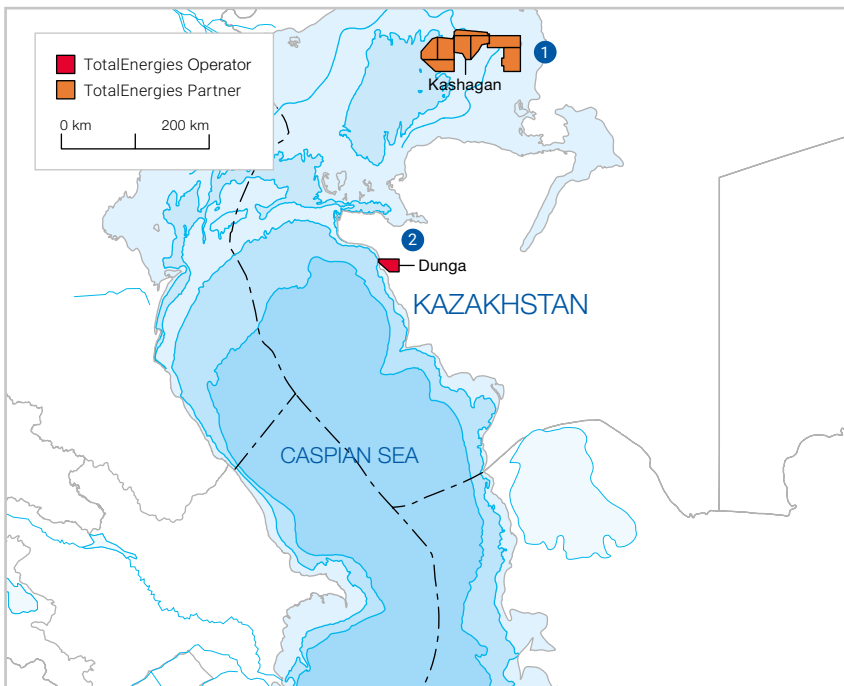 TotalEnergies Operator
TotalEnergies Partner
0 km 200 km
1
Kashagan
2
Dunga
KAZAKHSTAN
CASPIAN SEA